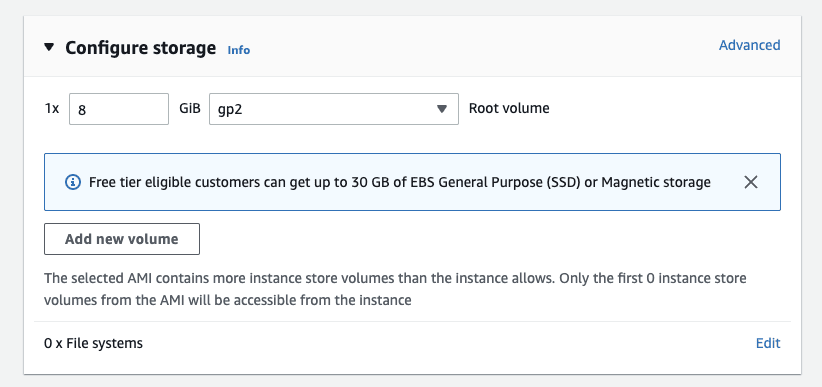 Configure storage Info Advanced
1x 8 GiB gp2 Root volume
Free tier eligible customers can get up to 30 GB of EBS General Purpose (SSD) or Magnetic storage
Add new volume
The selected AMI contains more instance store volumes than the instance allows. Only the first 0 instance store
volumes from the AMI will be accessible from the instance
0 x File systems Edit